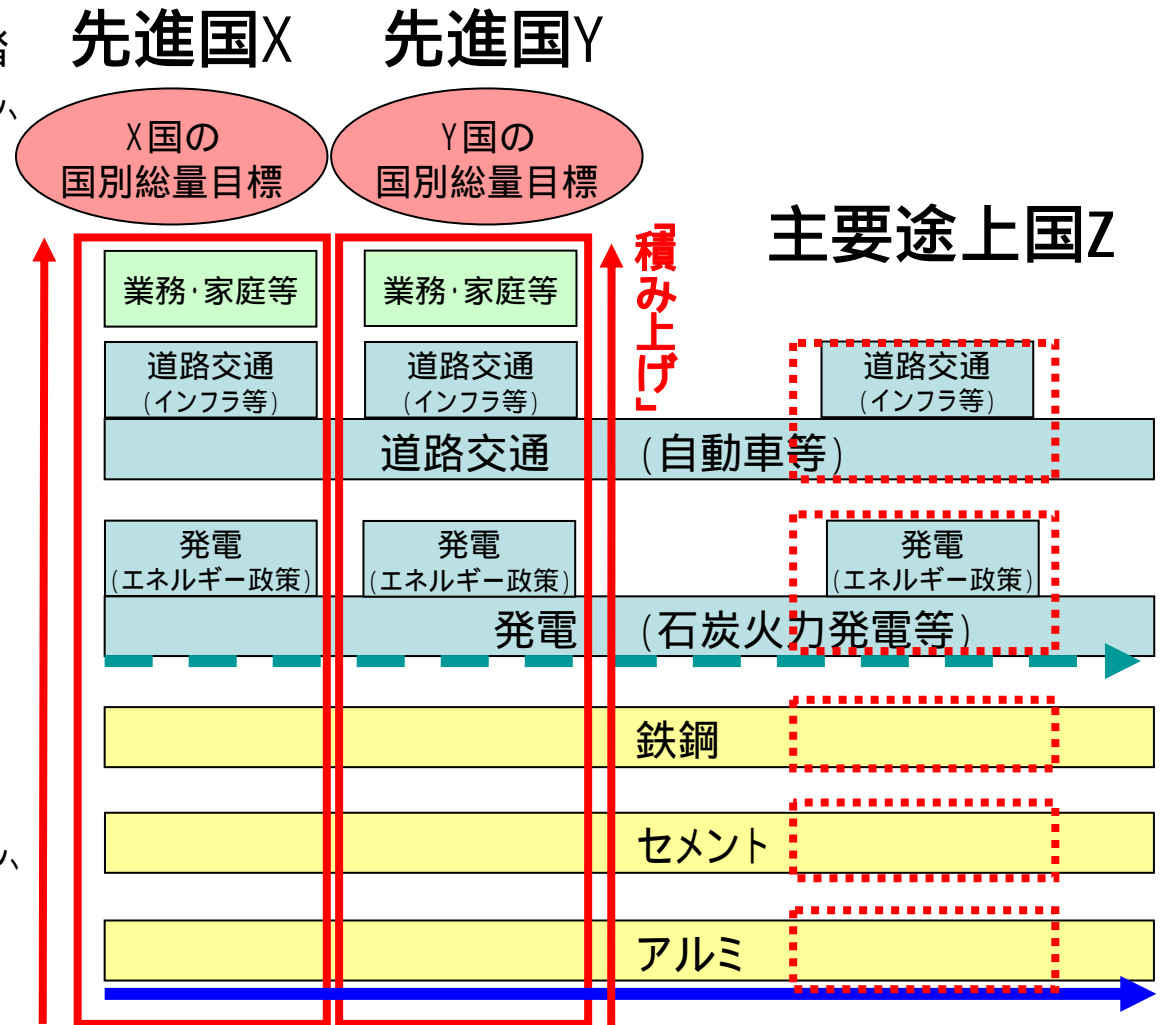 先進国X
先進国Y
X国の
国別総量目標
Y国の
国別総量目標
主要途上国Z
『積み上げ』
業務・家庭等
業務・家庭等
道路交通
(インフラ等)
道路交通
(インフラ等)
道路交通
(インフラ等)
道路交通 (自動車等)
発電
(エネルギー政策)
発電
(エネルギー政策)
発電
(エネルギー政策)
発電 (石炭火力発電等)
鉄鋼
セメント
アルミ